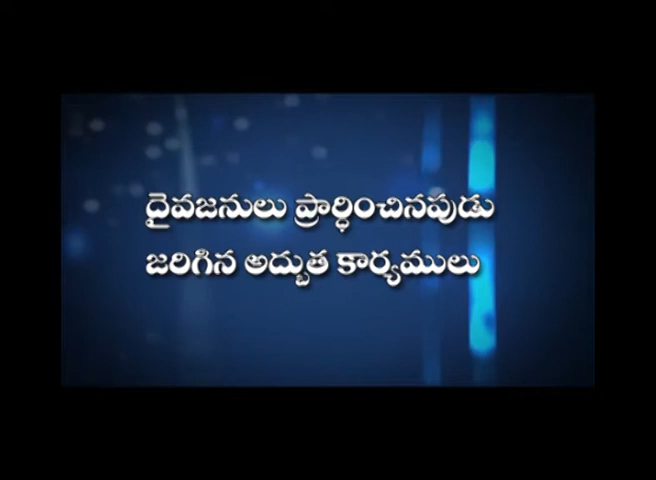 దైవజనులు ప్రార్ధించినపుడు
జరిగిన అద్బుత కార్యములు